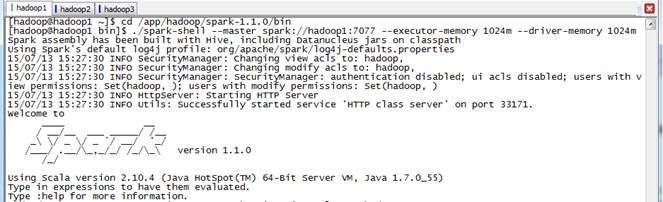 hadoop1 hadoop2 hadoop3
[hadoop@hadoop1 ~]$ cd /app/hadoop/spark-1.1.0/bin
[hadoop@hadoop1 bin]$ ./spark-shell --master spark://hadoop1:7077 --executor-memory 1024m --driver-memory 1024m
Spark assembly has been built with Hive, including Datanucleus jars on classpath
Using Spark's default log4j profile: org/apache/spark/log4j-defaults.properties
15/07/13 15:27:30 INFO SecurityManager: Changing view acls to: hadoop,
15/07/13 15:27:30 INFO SecurityManager: Changing modify acls to: hadoop,
15/07/13 15:27:30 INFO SecurityManager: SecurityManager: authentication disabled; ui acls disabled; users with v
iew permissions: Set(hadoop, ); users with modify permissions: Set(hadoop, )
15/07/13 15:27:30 INFO HttpServer: Starting HTTP Server
15/07/13 15:27:30 INFO Utils: Successfully started service 'HTTP class server' on port 33171.
Welcome to
Spark version 1.1.0
Using Scala version 2.10.4 (Java HotSpot(TM) 64-Bit Server VM, Java 1.7.0_55)
Type in expressions to have them evaluated.
Type :help for more information.